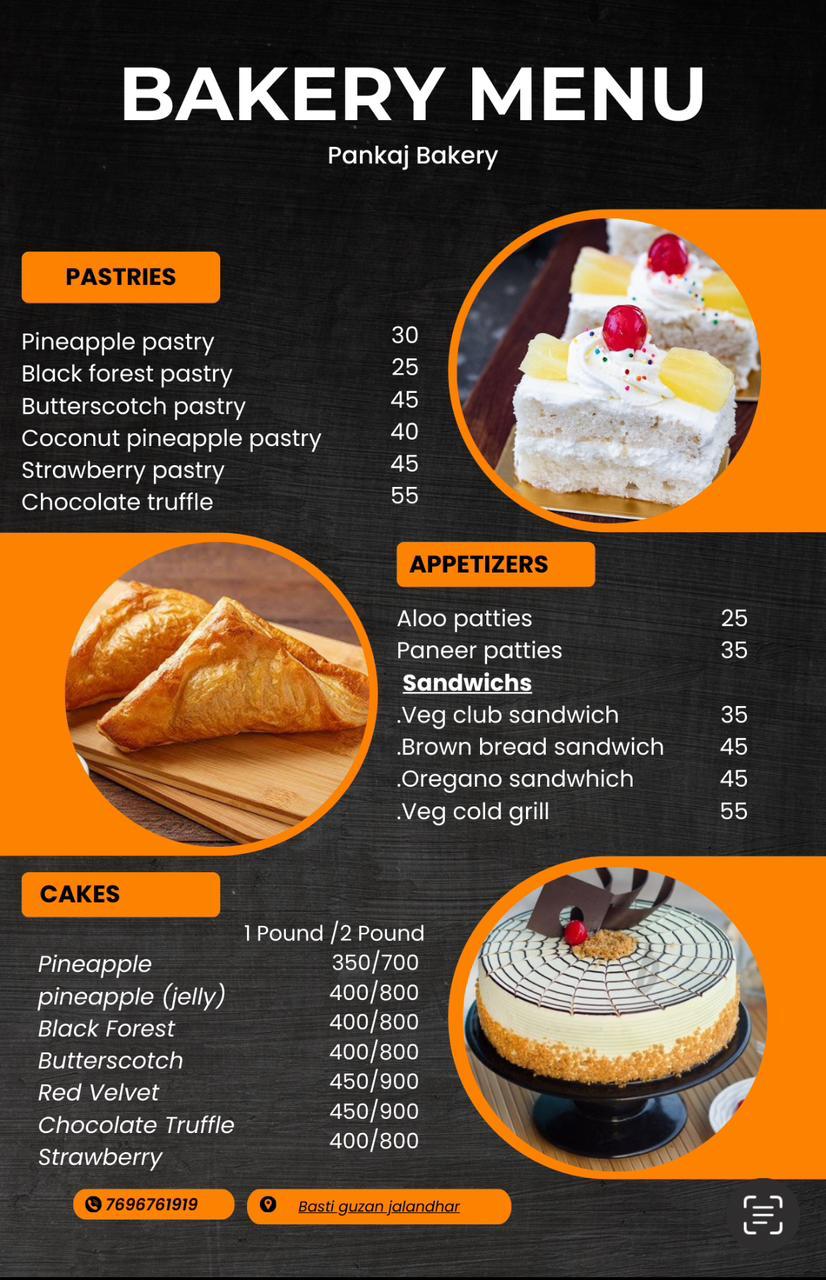 BAKERY MENU
Pankaj Bakery
PASTRIES
Pineapple pastry 30
Black forest pastry 25
Butterscotch pastry 45
Coconut pineapple pastry 40
Strawberry pastry 45
Chocolate truffle 55
APPETIZERS
Aloo patties 25
Paneer patties 35
Sandwichs
.Veg club sandwich 35
.Brown bread sandwich 45
.Oregano sandwhich 45
.Veg cold grill 55
CAKES
1 Pound /2 Pound
Pineapple 350/700
pineapple (jelly) 400/800
Black Forest 400/800
Butterscotch 400/800
Red Velvet 450/900
Chocolate Truffle 450/900
Strawberry 400/800
7696761919
Basti guzan jalandhar